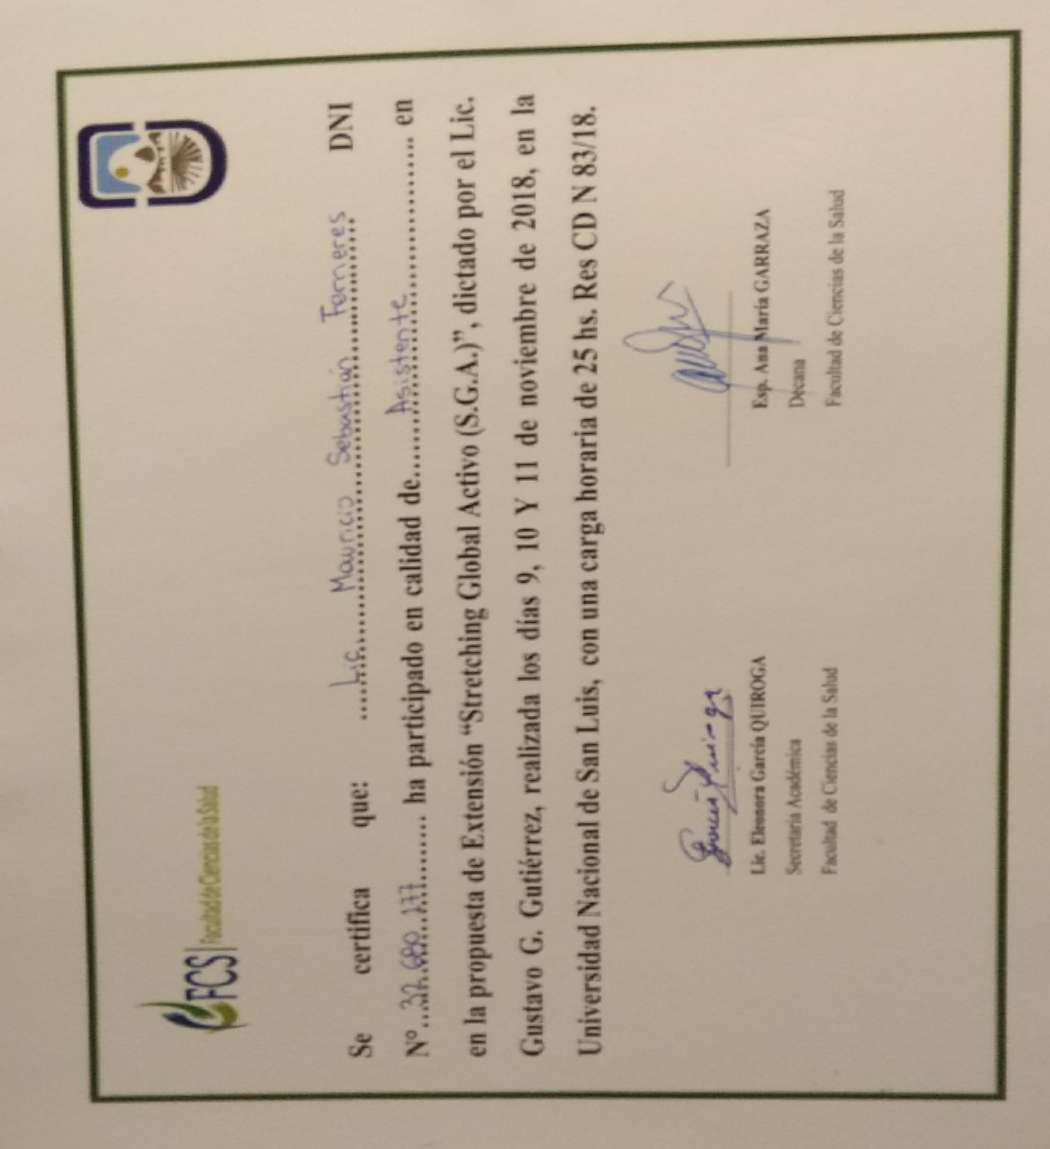 FCS Facultad de Ciencias de la Salud
Se certifica que: ....Lic..... Mauricio Sebastián Ferneres DNI
Nº...32.680.177........ ha participado en calidad de.......Asistente........................... en
en la propuesta de Extensión “Stretching Global Activo (S.G.A.)”, dictado por el Lic.
Gustavo G. Gutiérrez, realizada los días 9, 10 Y 11 de noviembre de 2018, en la
Universidad Nacional de San Luis, con una carga horaria de 25 hs. Res CD N 83/18.
García Quiroga
Lic. Eleonora García QUIROGA
Secretaria Académica
Facultad de Ciencias de la Salud
Esp. Ana María GARRAZA
Decana
Facultad de Ciencias de la Salud